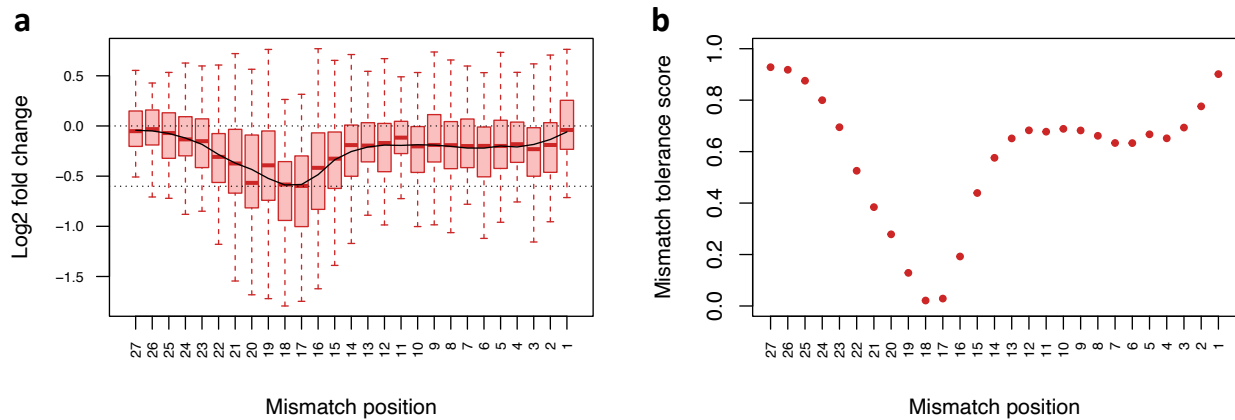 a
Log2 fold change
0.5
0.0
−0.5
−1.0
−1.5
27 26 25 24 23 22 21 20 19 18 17 16 15 14 13 12 11 10 9 8 7 6 5 4 3 2 1
Mismatch position
b
Mismatch tolerance score
1.0
0.8
0.6
0.4
0.2
0.0
27 26 25 24 23 22 21 20 19 18 17 16 15 14 13 12 11 10 9 8 7 6 5 4 3 2 1
Mismatch position